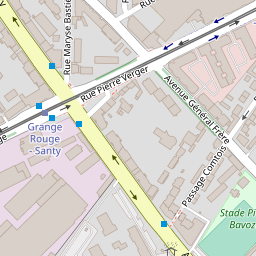 Rue Maryse Bastié
Rue Pierre Verger
Avenue Général Frère
Grange
Rouge
- Santy
Passage Comtois
Stade Pi
Bavoz